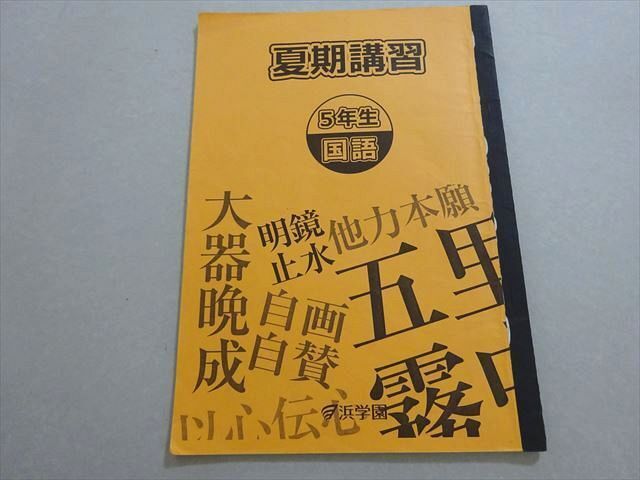 夏期講習
5年生
国語
大器晩成
明鏡
止水
他力本願
五里
霧中
自画
自賛
以心伝心
浜学園